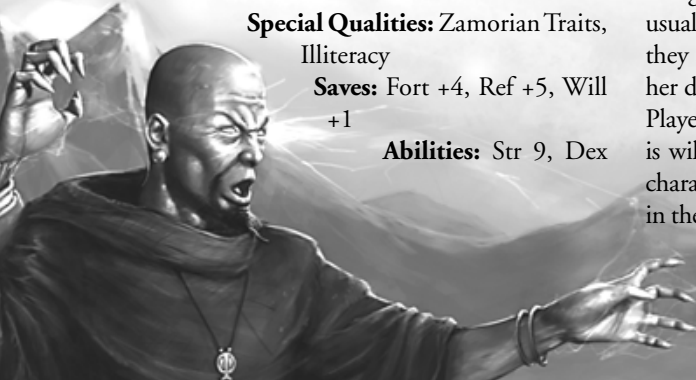 Special Qualities: Zamorian Traits,
Illiteracy
Saves: Fort +4, Ref +5, Will
+1
Abilities: Str 9, Dex
usual
they
her d
Playe
is wil
chara
in the